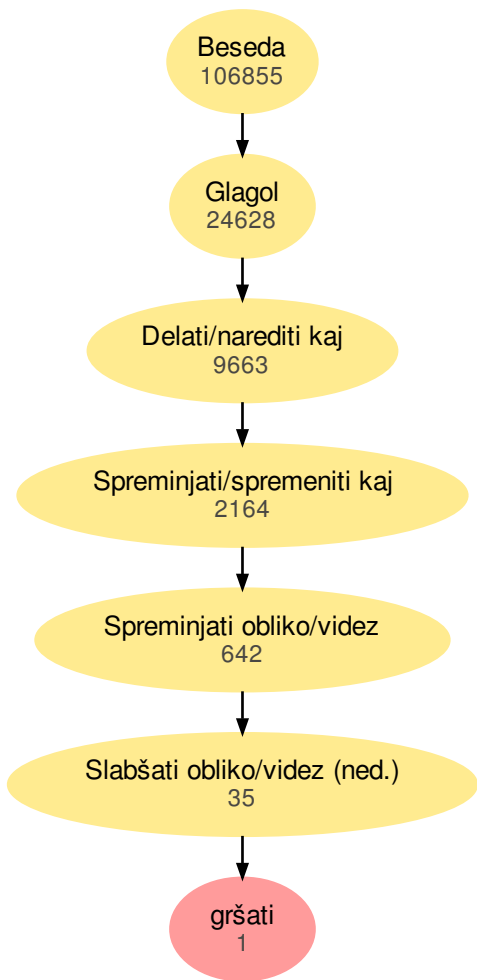 Beseda
106855
Glagol
24628
Delati/narediti kaj
9663
Spreminjati/spremeniti kaj
2164
Spreminjati obliko/videz
642
Slabšati obliko/videz (ned.)
35
gršati
1